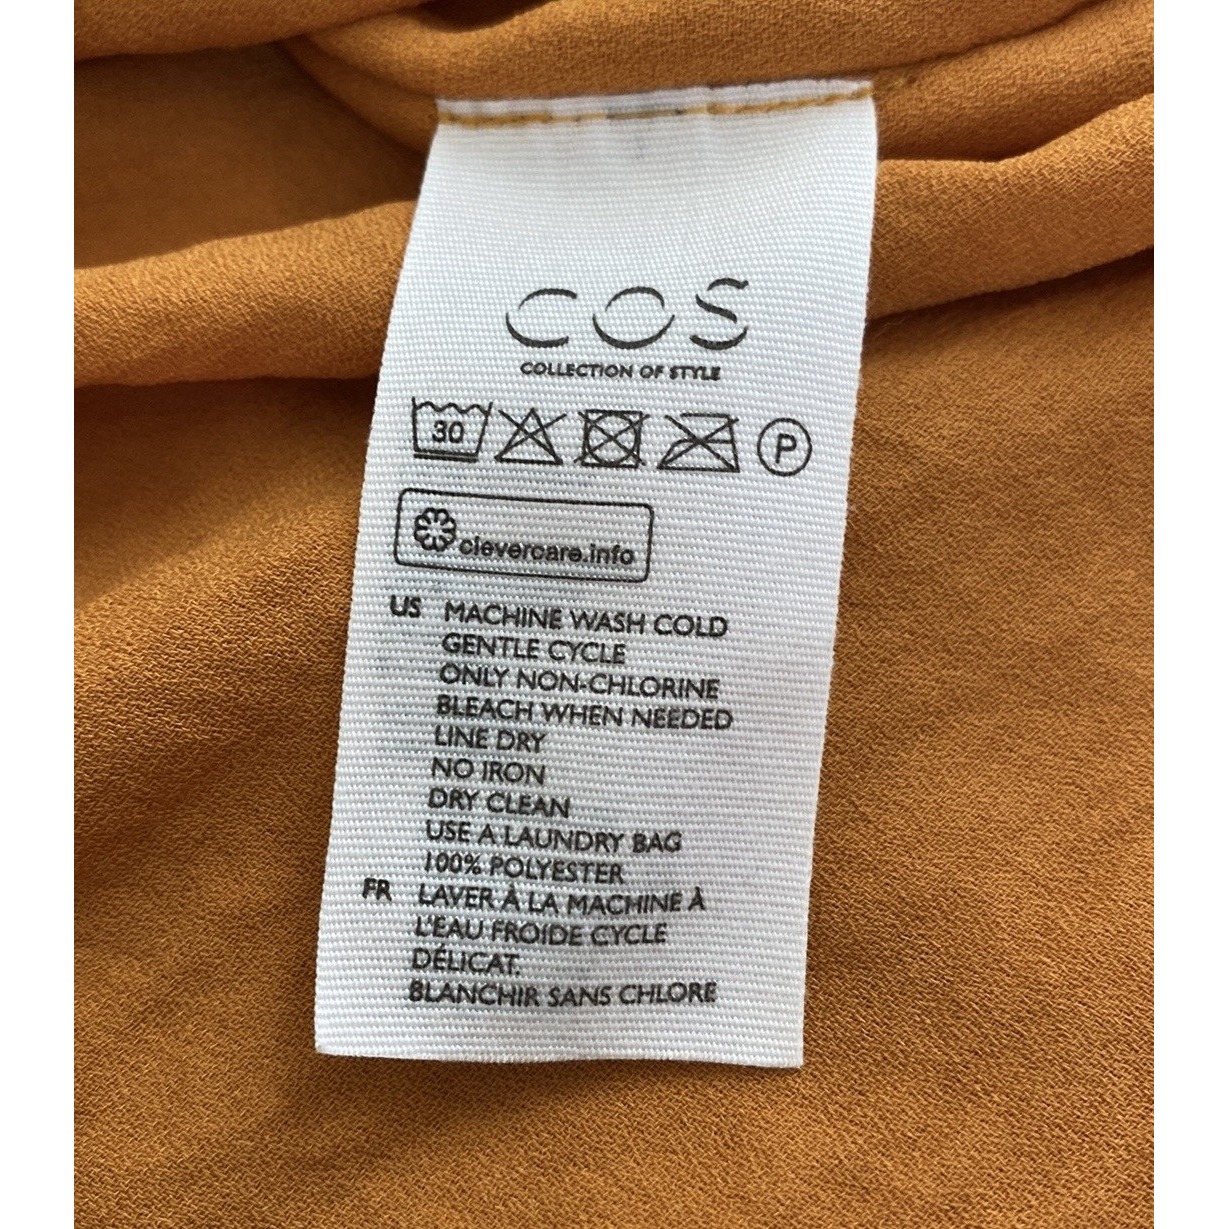 COS
COLLECTION OF STYLE
30 P
clevercare.info
US MACHINE WASH COLD
GENTLE CYCLE
ONLY NON-CHLORINE
BLEACH WHEN NEEDED
LINE DRY
NO IRON
DRY CLEAN
USE A LAUNDRY BAG
100% POLYESTER
FR LAVER À LA MACHINE À
L'EAU FROIDE CYCLE
DÉLICAT.
BLANCHIR SANS CHLORE